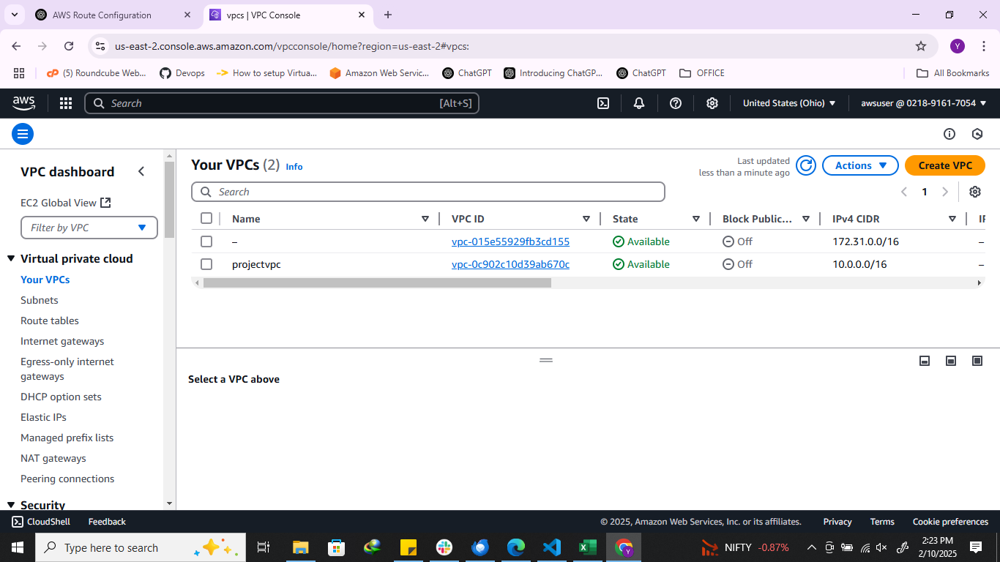 AWS Route Configuration
vpcs | VPC Console
us-east-2.console.aws.amazon.com/vpcconsole/home?region=us-east-2#vpcs:
Y
(5) Roundcube Web...
Devops
How to setup Virtua...
Amazon Web Servic...
ChatGPT
Introducing ChatGP...
ChatGPT
OFFICE
All Bookmarks
aws
Search
[Alt+S]
United States (Ohio)
awsuser @ 0218-9161-7054
VPC dashboard
EC2 Global View
Filter by VPC
Virtual private cloud
Your VPCs
Subnets
Route tables
Internet gateways
Egress-only internet
gateways
DHCP option sets
Elastic IPs
Managed prefix lists
NAT gateways
Peering connections
Security
Your VPCs (2) Info
Last updated
less than a minute ago
Actions
Create VPC
Search
1
Name VPC ID State Block Public... IPv4 CIDR
– vpc-015e55929fb3cd155 Available Off 172.31.0.0/16 –
projectvpc vpc-0c902c10d39ab670c Available Off 10.0.0.0/16 –
Select a VPC above
CloudShell Feedback
© 2025, Amazon Web Services, Inc. or its affiliates. Privacy Terms Cookie preferences
Type here to search
Y
NIFTY -0.87%
2:23 PM
2/10/2025